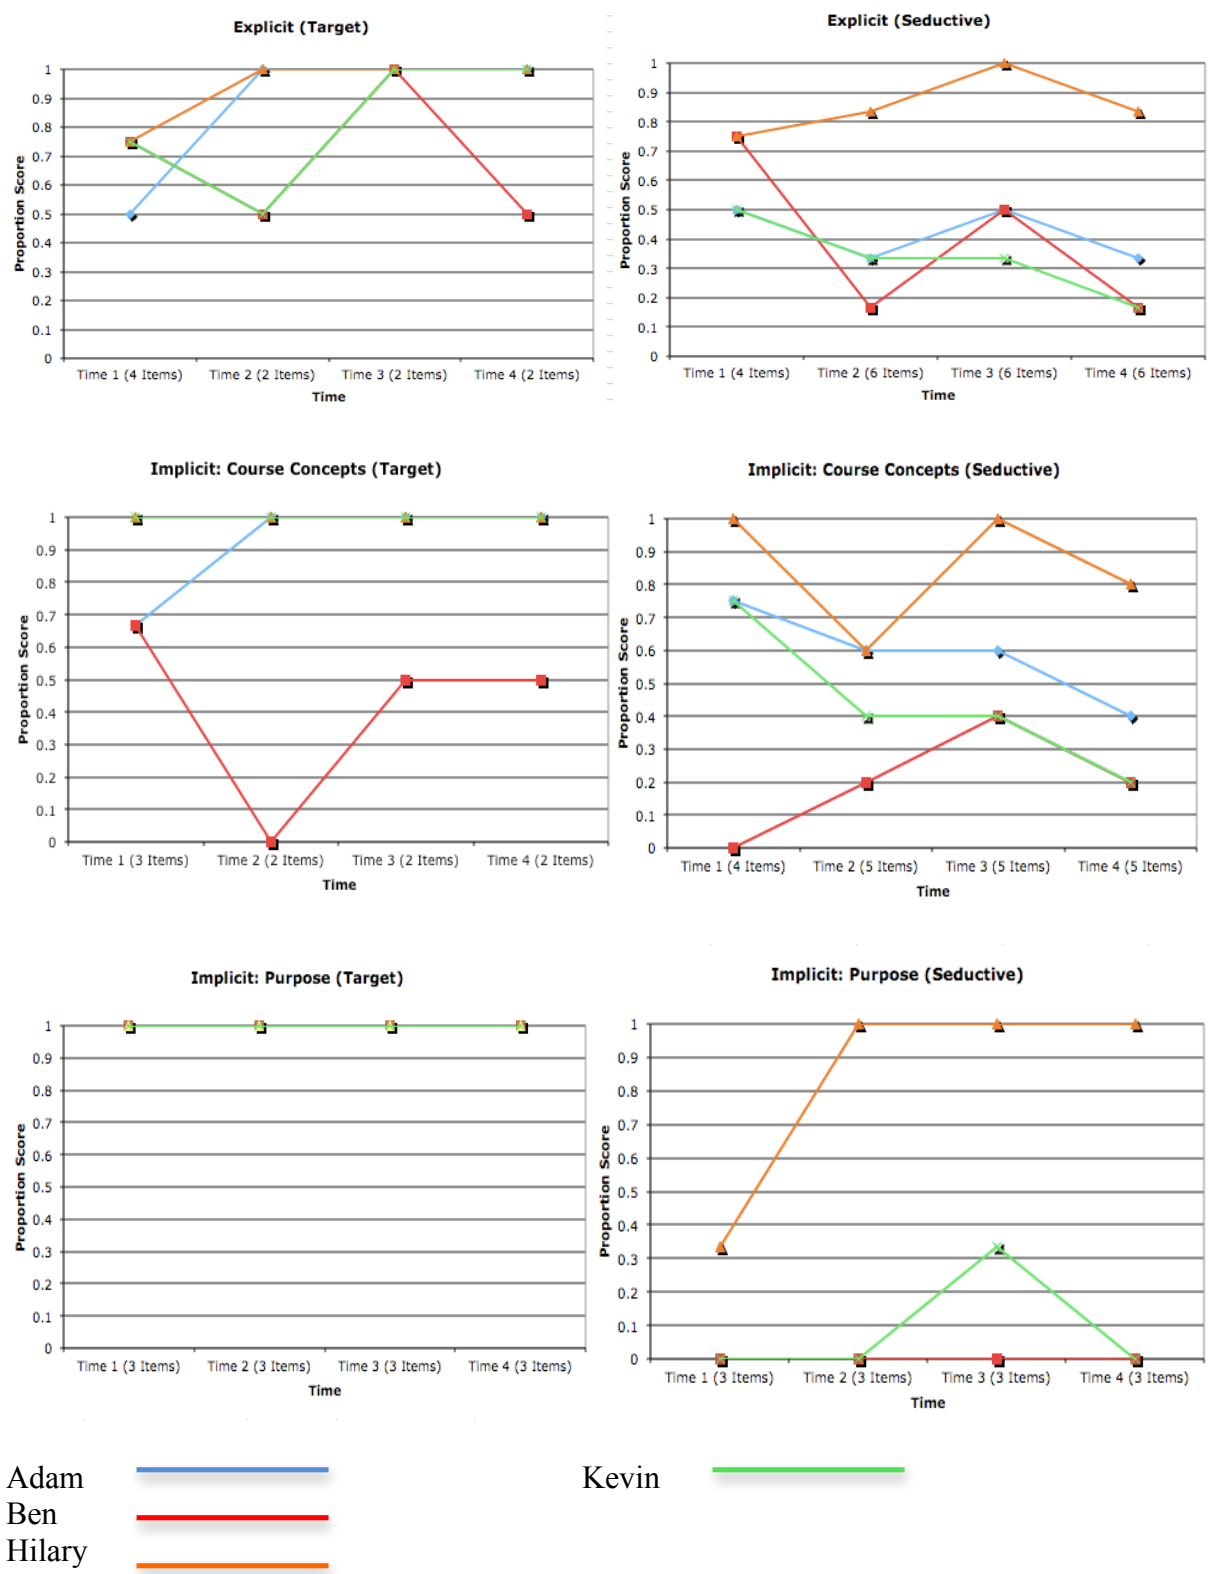 Explicit (Target)
1
0.9
0.8
0.7
0.6
0.5
0.4
0.3
0.2
0.1
0
Proportion Score
Time 1 (4 Items) Time 2 (2 Items) Time 3 (2 Items) Time 4 (2 Items)
Time
Explicit (Seductive)
1
0.9
0.8
0.7
0.6
0.5
0.4
0.3
0.2
0.1
0
Proportion Score
Time 1 (4 Items) Time 2 (6 Items) Time 3 (6 Items) Time 4 (6 Items)
Time
Implicit: Course Concepts (Target)
1
0.9
0.8
0.7
0.6
0.5
0.4
0.3
0.2
0.1
0
Proportion Score
Time 1 (3 Items) Time 2 (2 Items) Time 3 (2 Items) Time 4 (2 Items)
Time
Implicit: Course Concepts (Seductive)
1
0.9
0.8
0.7
0.6
0.5
0.4
0.3
0.2
0.1
0
Proportion Score
Time 1 (4 Items) Time 2 (5 Items) Time 3 (5 Items) Time 4 (5 Items)
Time
Implicit: Purpose (Target)
1
0.9
0.8
0.7
0.6
0.5
0.4
0.3
0.2
0.1
0
Proportion Score
Time 1 (3 Items) Time 2 (3 Items) Time 3 (3 Items) Time 4 (3 Items)
Time
Implicit: Purpose (Seductive)
1
0.9
0.8
0.7
0.6
0.5
0.4
0.3
0.2
0.1
0
Proportion Score
Time 1 (3 Items) Time 2 (3 Items) Time 3 (3 Items) Time 4 (3 Items)
Time
Adam
Kevin
Ben
Hilary